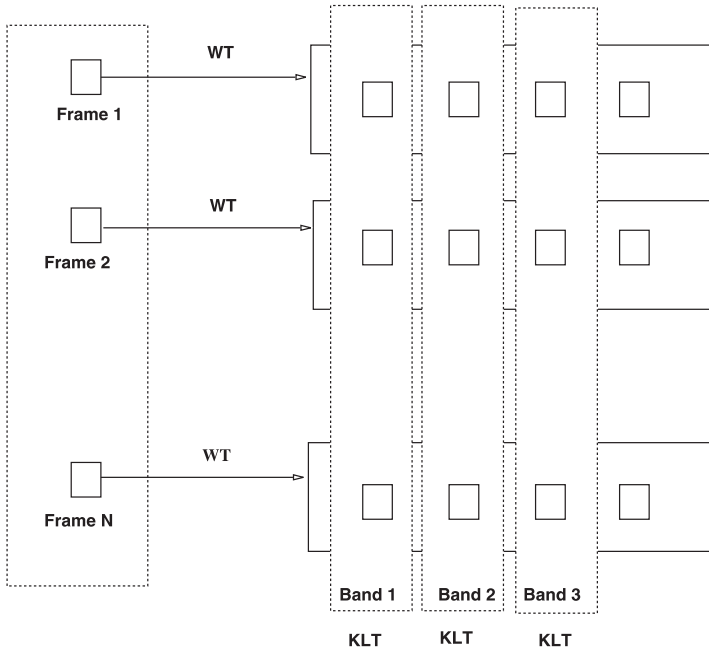 WT
Frame 1
WT
Frame 2
WT
Frame N
Band 1 Band 2 Band 3
KLT KLT KLT